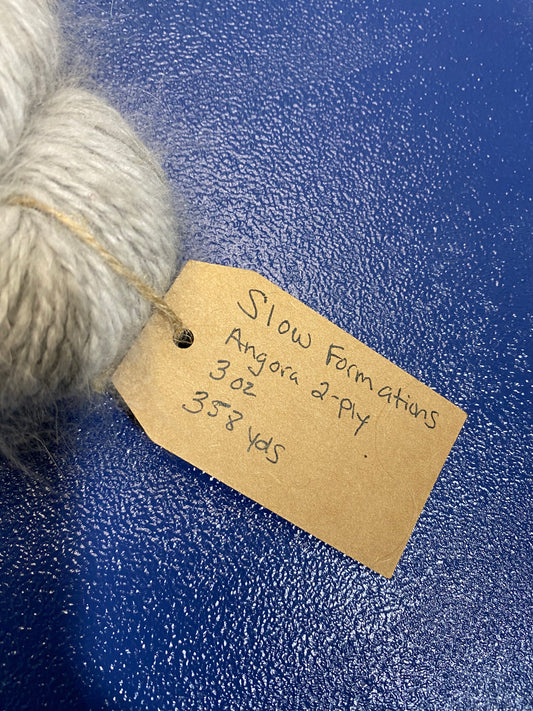 Slow Formations
Angora 2-Ply
3 oz
358 yds